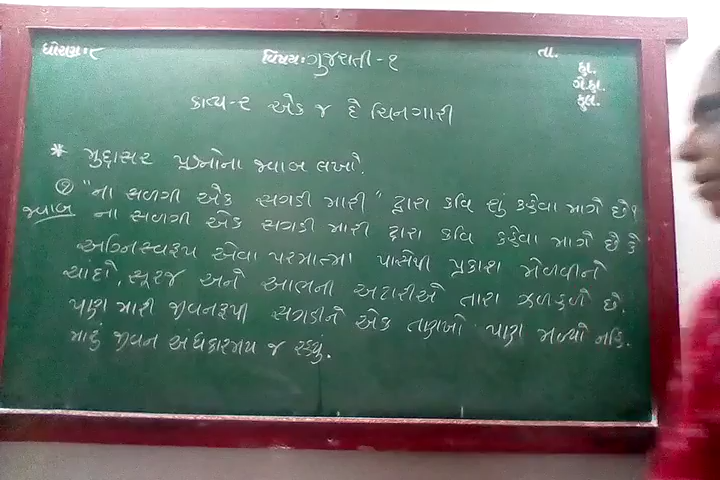 ધોરણ:૮ વિષય:ગુજરાતી-૧ તા.
હા.
ગે.હા.
કુલ.
કાવ્ય-૨ એક જ દે ચિનગારી
* મુદ્દાસર પ્રશ્નોના જવાબ લખો.
① "ના સળગી એક સગડી મારી" દ્વારા કવિ શું કહેવા માગે છે?
જવાબ ના સળગી એક સગડી મારી દ્વારા કવિ કહેવા માગે છે કે
અગ્નિસ્વરૂપ એવા પરમાત્મા પાસેથી પ્રકાશ મેળવીને
ચાંદો, સૂરજ અને આભની અટારીએ તારા ઝળહળે છે.
પણ મારી જીવનરૂપી સગડીને એક તણખો પણ મળ્યો નહિ.
મારું જીવન અંધકારમય જ રહ્યું.